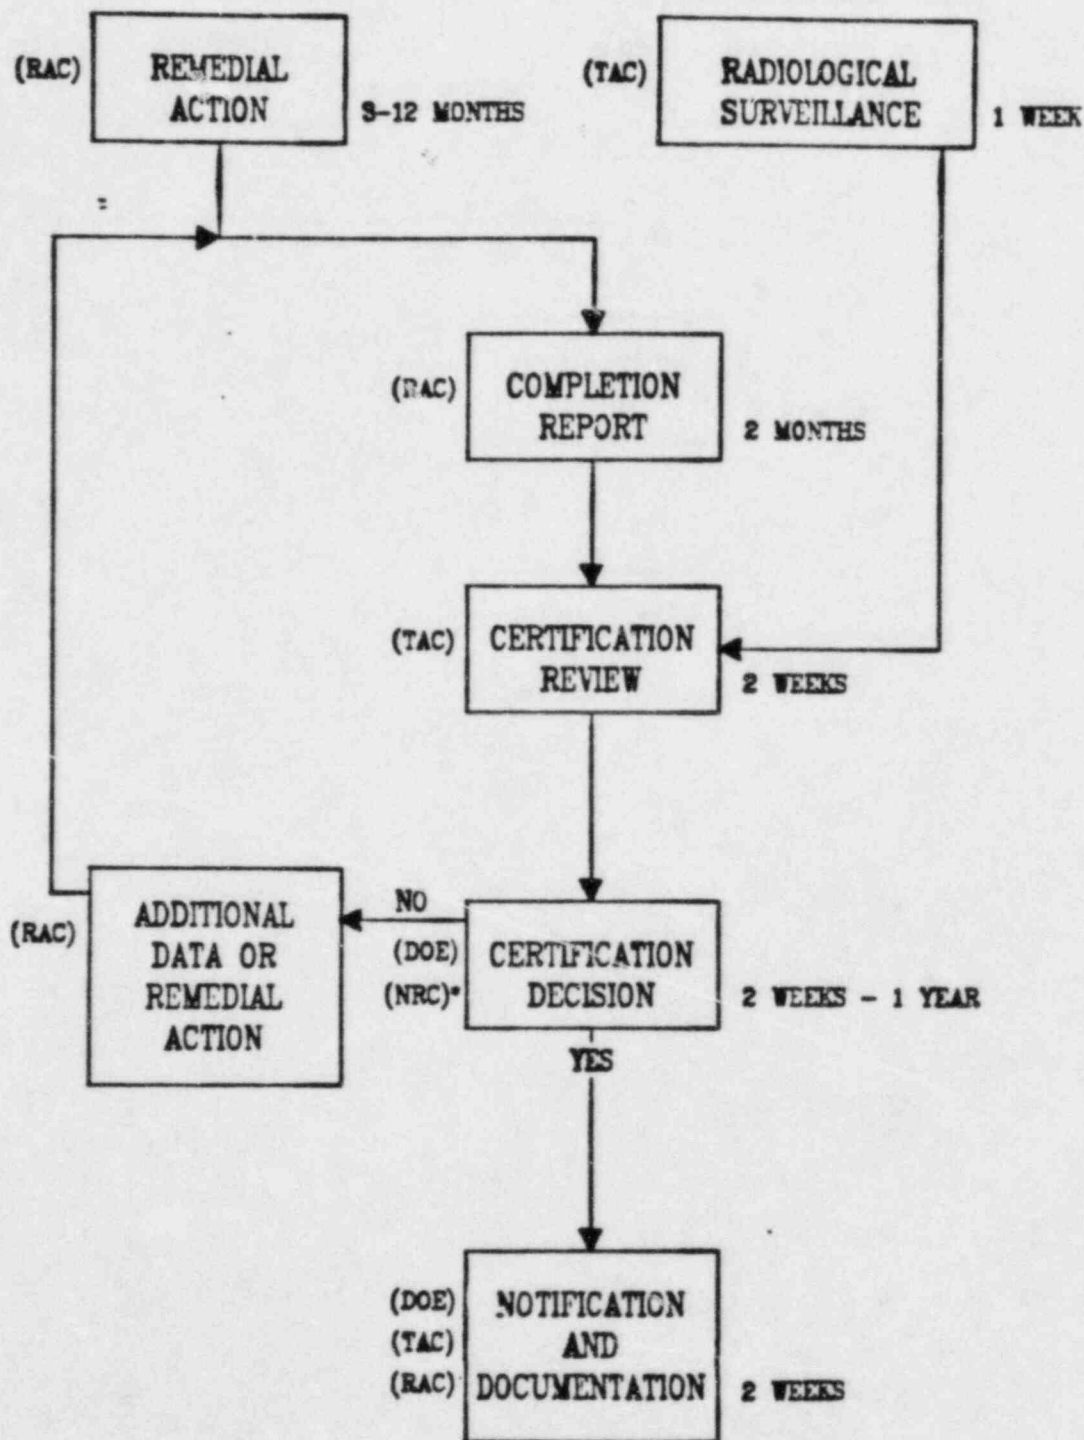 (RAC)
REMEDIAL
ACTION
3-12 MONTHS
(TAC)
RADIOLOGICAL
SURVEILLANCE
1 WEEK
(RAC)
COMPLETION
REPORT
2 MONTHS
(TAC)
CERTIFICATION
REVIEW
2 WEEKS
(RAC)
ADDITIONAL
DATA OR
REMEDIAL
ACTION
NO
(DOE)
(NRC)*
CERTIFICATION
DECISION
2 WEEKS - 1 YEAR
YES
(DOE)
(TAC)
(RAC)
NOTIFICATION
AND
DOCUMENTATION
2 WEEKS